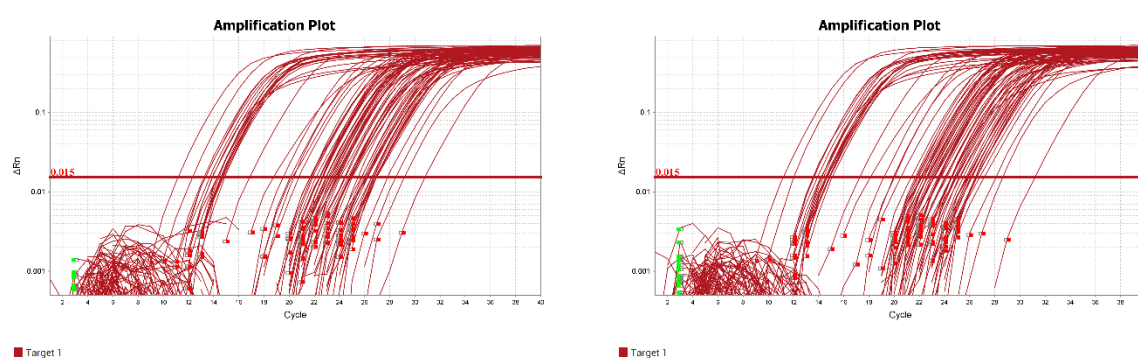 Amplification Plot
0.1
0.01
0.001
0.015
ΔRn
2 4 6 8 10 12 14 16 18 20 22 24 26 28 30 32 34 36 38 40
Cycle
Target 1
Amplification Plot
0.1
0.01
0.001
0.015
ΔRn
2 4 6 8 10 12 14 16 18 20 22 24 26 28 30 32 34 36 38
Cycle
Target 1